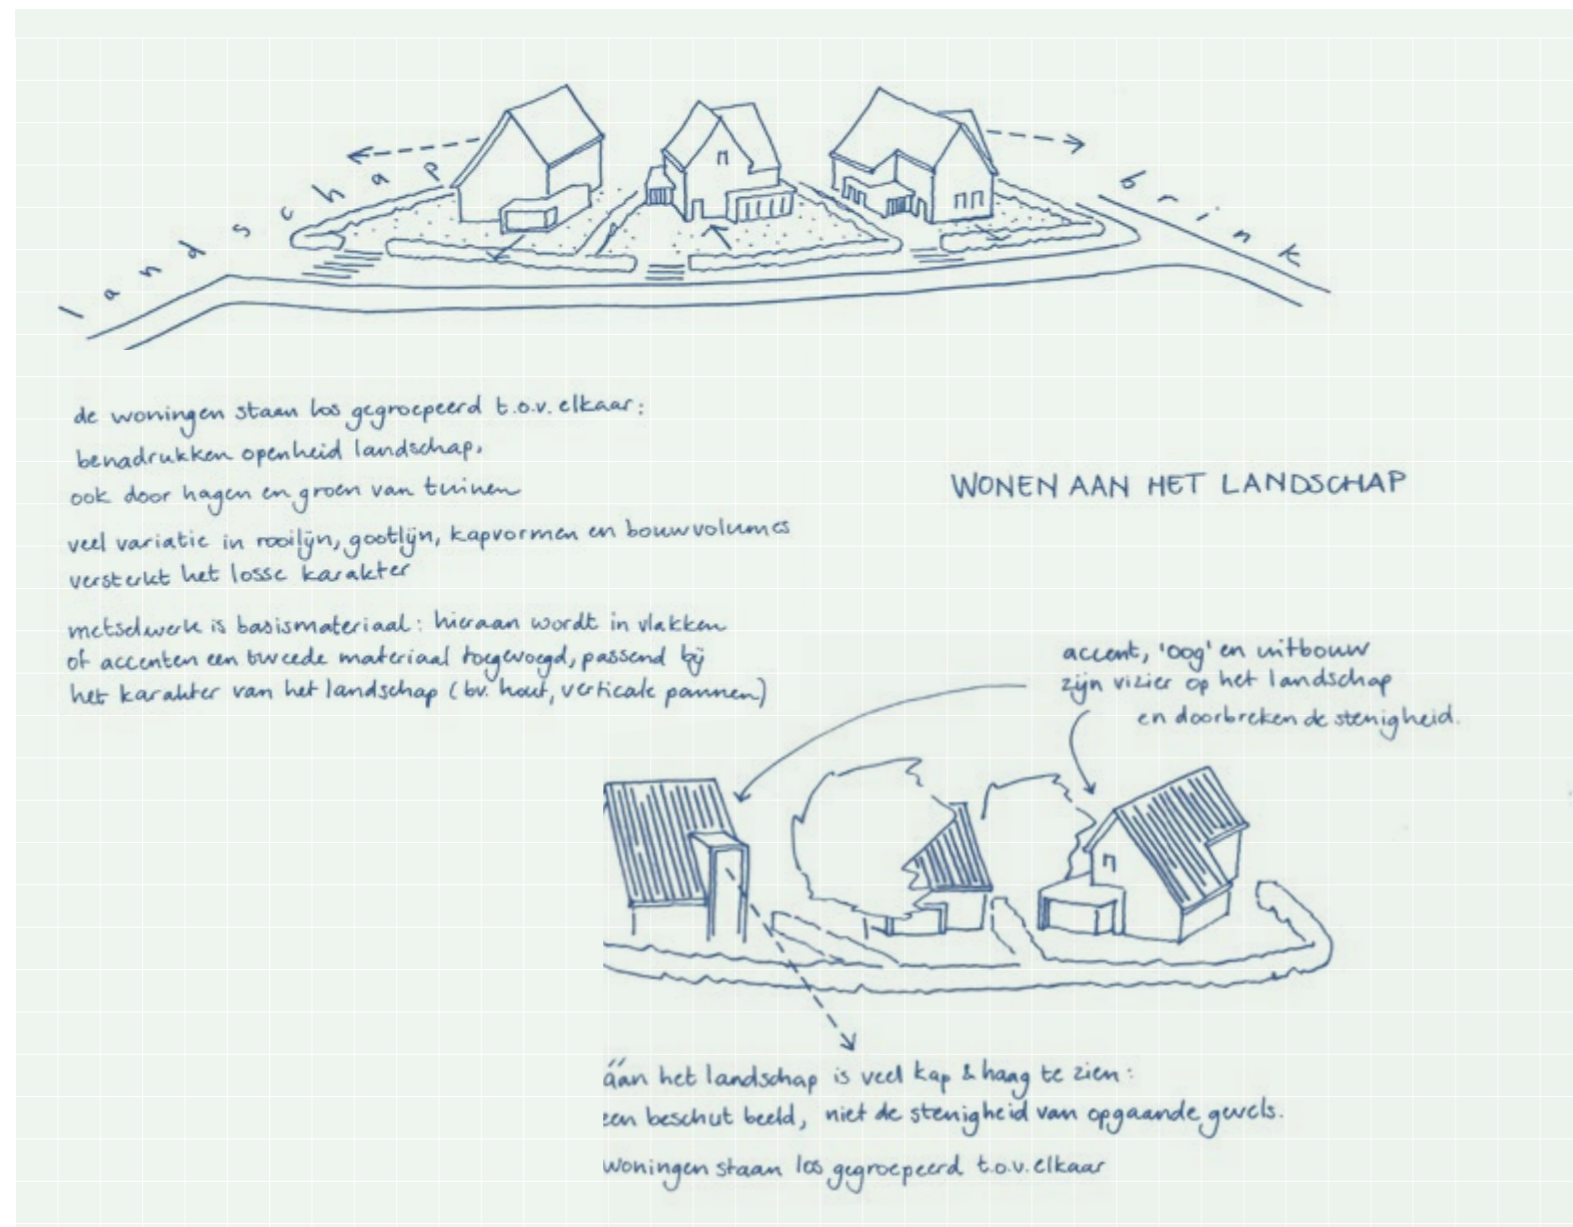 landschap
brink
de woningen staan los gegroepeerd t.o.v. elkaar:
benadrukken openheid landschap,
ook door hagen en groen van tuinen
veel variatie in rooilijn, gootlijn, kapvormen en bouwvolumes
versterkt het losse karakter
metselwerk is basismateriaal: hieraan wordt in vlakken
of accenten een tweede materiaal toegevoegd, passend bij
het karakter van het landschap (bv. hout, verticale pannen)
WONEN AAN HET LANDSCHAP
accent, 'oog' en uitbouw
zijn vizier op het landschap
en doorbreken de stenigheid.
áán het landschap is veel kap & haag te zien:
een beschut beeld, niet de stenigheid van opgaande gevels.
woningen staan los gegroepeerd t.o.v. elkaar